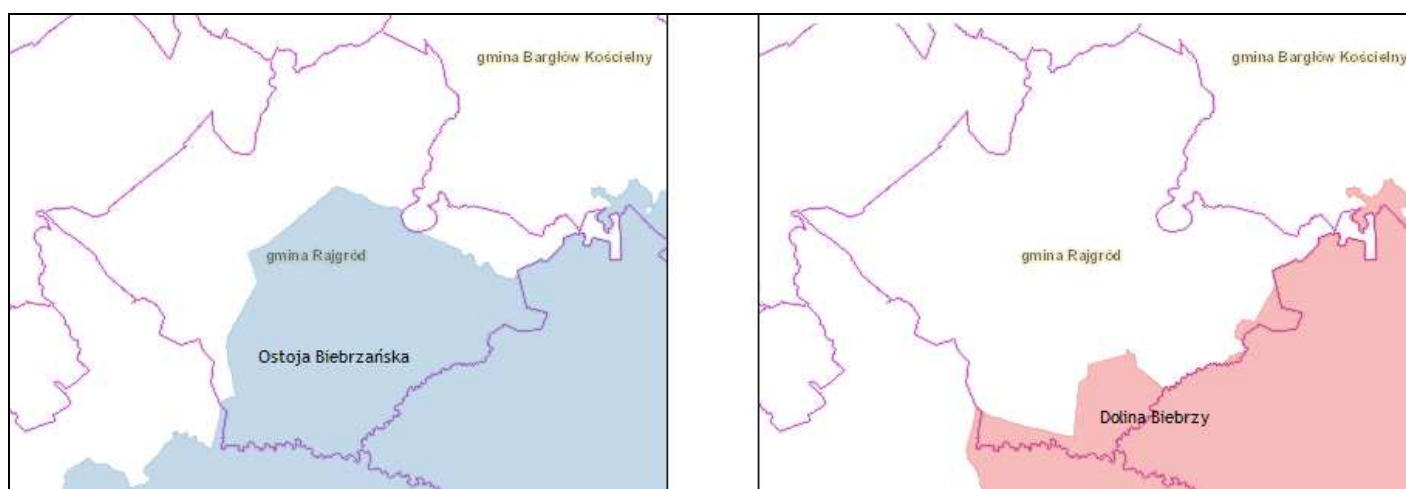 gmina Bargłów Kościelny
gmina Rajgród
Ostoja Biebrzańska
gmina Bargłów Kościelny
gmina Rajgród
Dolina Biebrzy